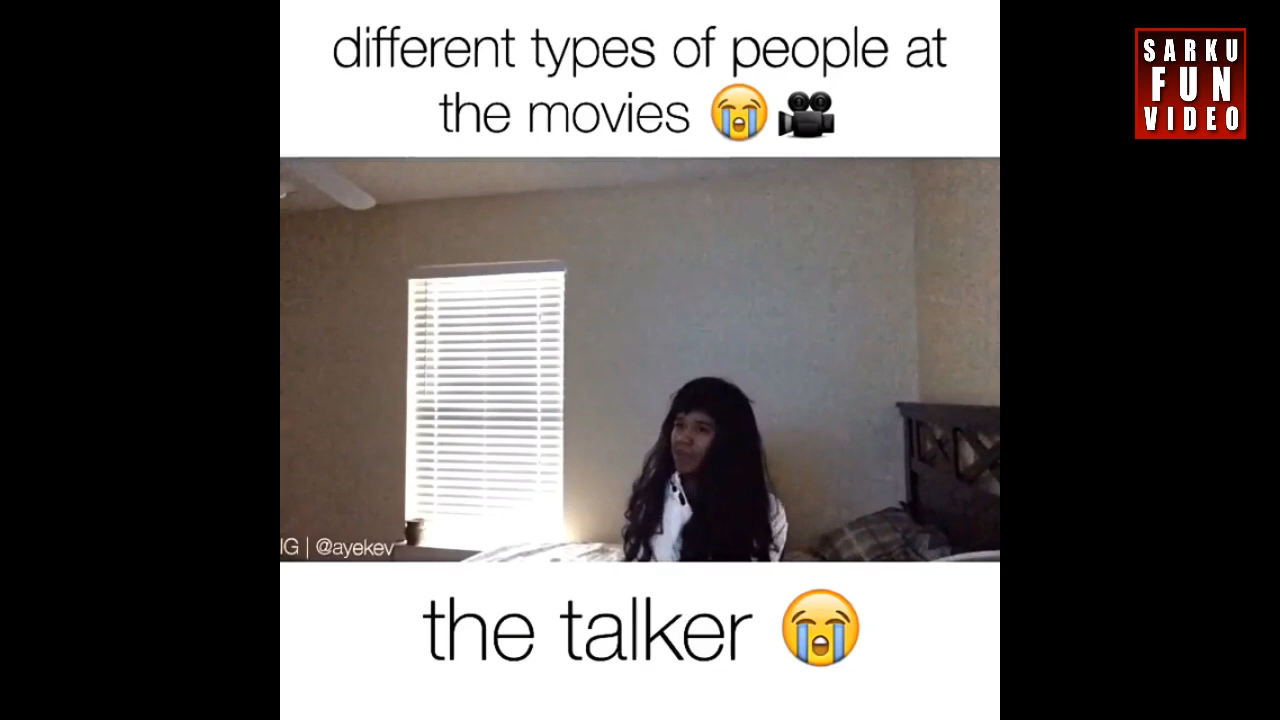 different types of people at
the movies 😭🎥
SARKU
FUN
VIDEO
IG | @ayekev
the talker 😭